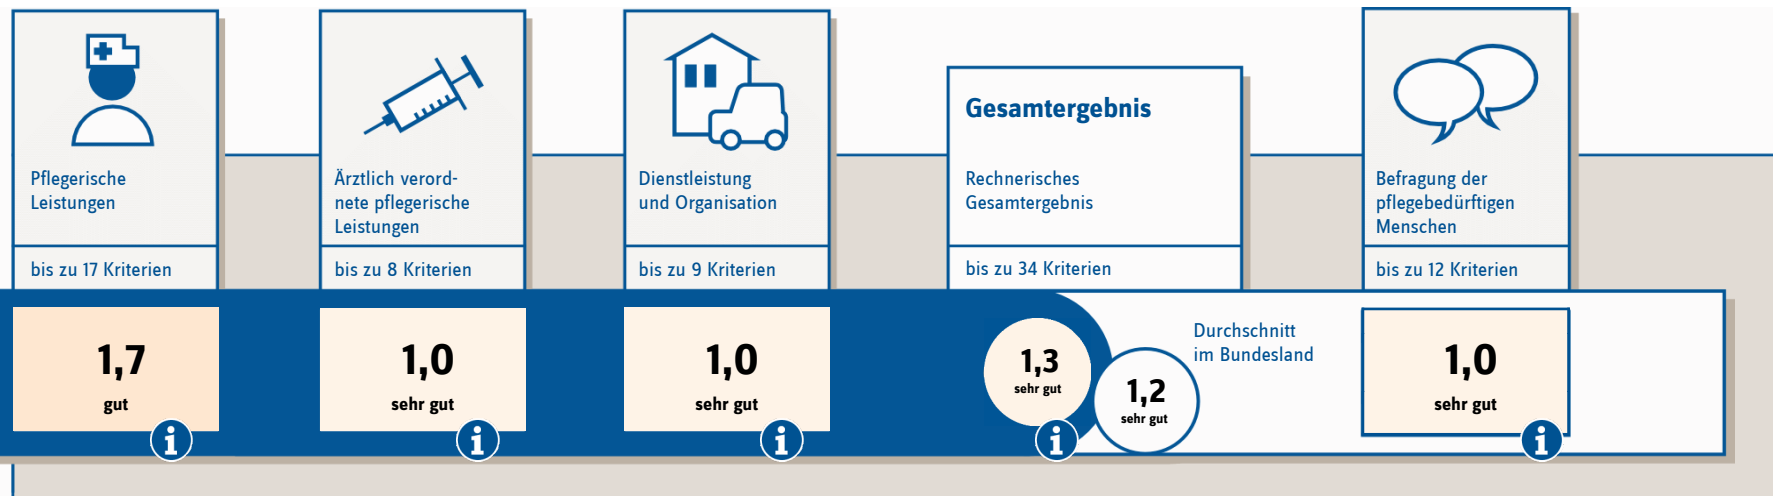 Pflegerische
Leistungen
bis zu 17 Kriterien
1,7
gut
i
Ärztlich verord-
nete pflegerische
Leistungen
bis zu 8 Kriterien
1,0
sehr gut
i
Dienstleistung
und Organisation
bis zu 9 Kriterien
1,0
sehr gut
i
Gesamtergebnis
Rechnerisches
Gesamtergebnis
bis zu 34 Kriterien
1,3
sehr gut
i
1,2
sehr gut
Durchschnitt
im Bundesland
Befragung der
pflegebedürftigen
Menschen
bis zu 12 Kriterien
1,0
sehr gut
i